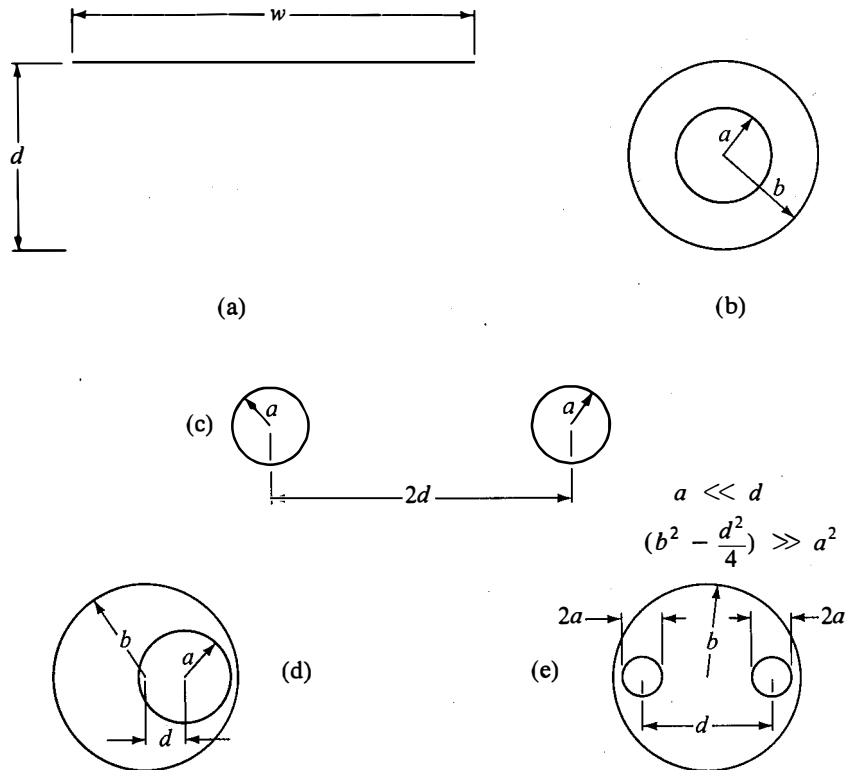 w
d
a
b
(a)
(b)
(c)
a
a
2d
a ≪ d
(b² − d²/4) ≫ a²
b
a
d
(d)
(e)
2a
b
2a
d